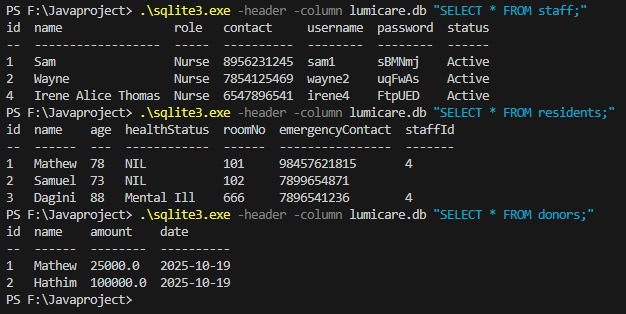 PS F:\Javaproject> .\sqlite3.exe -header -column lumicare.db "SELECT * FROM staff;"
id  name                role   contact     username  password  status
--  ------------------  -----  ----------  --------  --------  ------
1   Sam                 Nurse  8956231245  sam1      sBMNmj    Active
2   Wayne               Nurse  7854125469  wayne2    uqFwAs    Active
4   Irene Alice Thomas  Nurse  6547896541  irene4    FtpUED    Active
PS F:\Javaproject> .\sqlite3.exe -header -column lumicare.db "SELECT * FROM residents;"
id  name    age  healthStatus  roomNo  emergencyContact  staffId
--  ------  ---  ------------  ------  ----------------  -------
1   Mathew  78   NIL           101     98457621815       4
2   Samuel  73   NIL           102     7899654871
3   Dagini  88   Mental Ill    666     7896541236        4
PS F:\Javaproject> .\sqlite3.exe -header -column lumicare.db "SELECT * FROM donors;"
id  name    amount    date
--  ------  --------  ----------
1   Mathew  25000.0   2025-10-19
2   Hathim  100000.0  2025-10-19
PS F:\Javaproject>